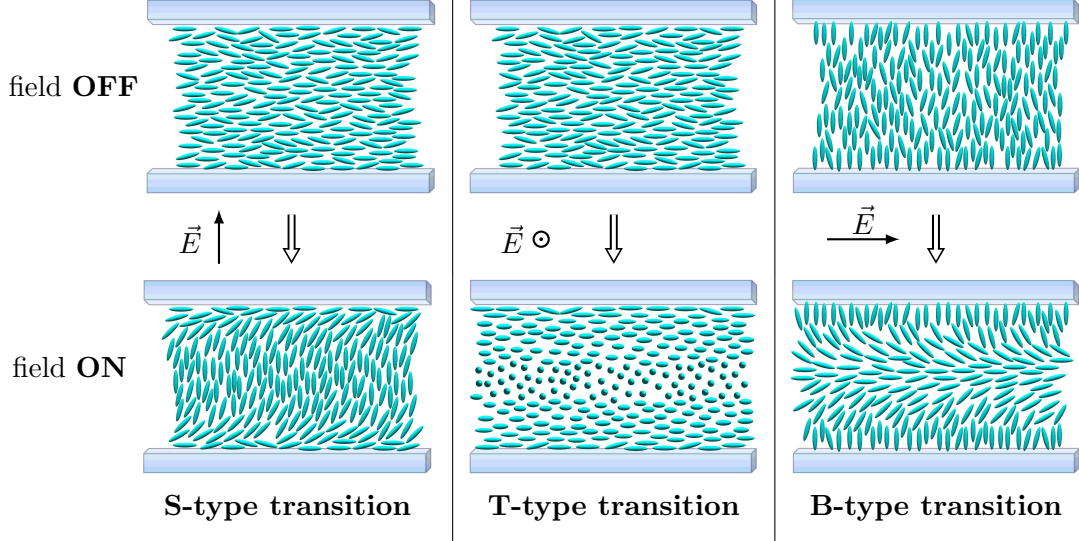 field OFF
E⃗
E⃗ ⊙
E⃗
field ON
S-type transition
T-type transition
B-type transition